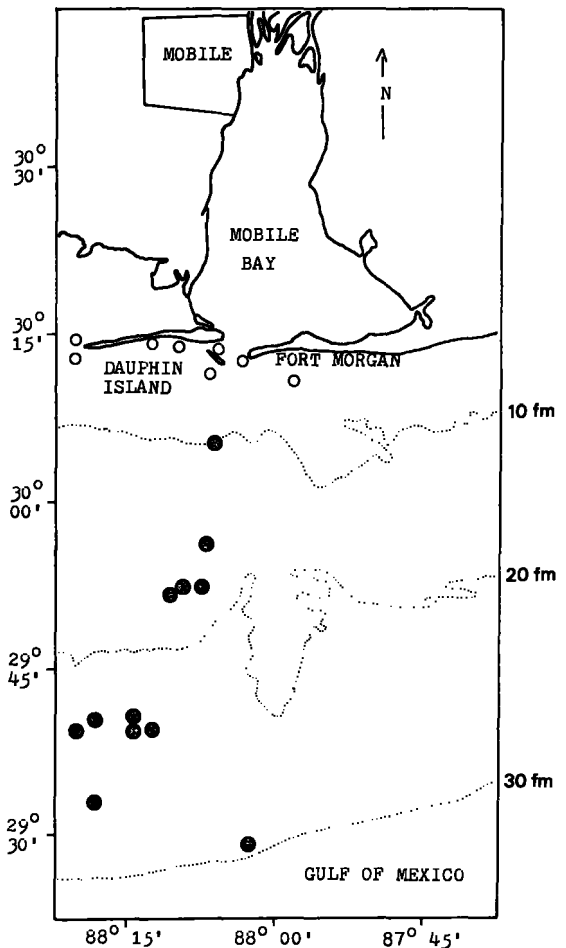 MOBILE
N
30°
30'
MOBILE
BAY
30°
15'
DAUPHIN
ISLAND
FORT MORGAN
10 fm
30°
00'
20 fm
29°
45'
30 fm
29°
30'
GULF OF MEXICO
88° 15'
88° 00'
87° 45'